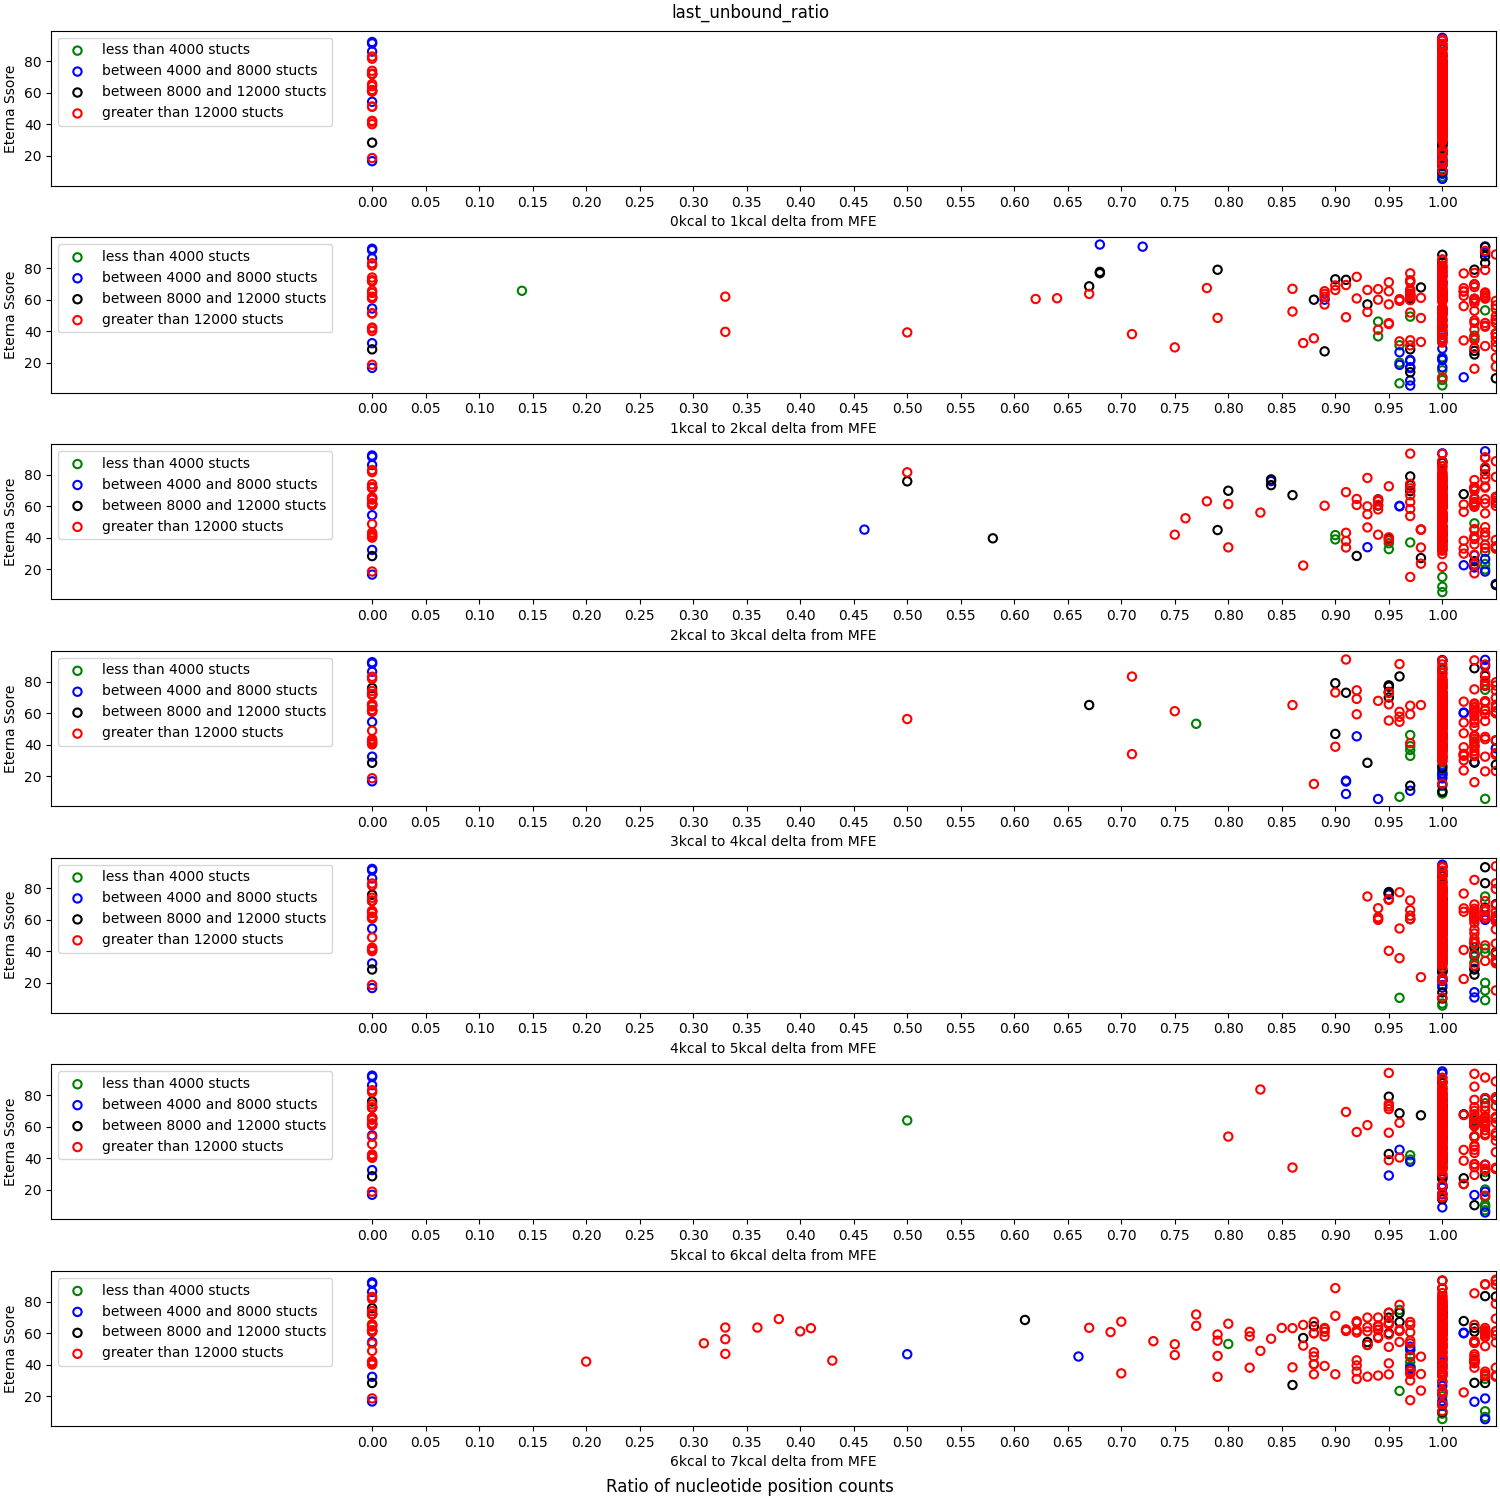 last_unbound_ratio
Eterna Ssore
80
60
40
20
less than 4000 stucts
between 4000 and 8000 stucts
between 8000 and 12000 stucts
greater than 12000 stucts
0.00 0.05 0.10 0.15 0.20 0.25 0.30 0.35 0.40 0.45 0.50 0.55 0.60 0.65 0.70 0.75 0.80 0.85 0.90 0.95 1.00
0kcal to 1kcal delta from MFE
Eterna Ssore
80
60
40
20
less than 4000 stucts
between 4000 and 8000 stucts
between 8000 and 12000 stucts
greater than 12000 stucts
0.00 0.05 0.10 0.15 0.20 0.25 0.30 0.35 0.40 0.45 0.50 0.55 0.60 0.65 0.70 0.75 0.80 0.85 0.90 0.95 1.00
1kcal to 2kcal delta from MFE
Eterna Ssore
80
60
40
20
less than 4000 stucts
between 4000 and 8000 stucts
between 8000 and 12000 stucts
greater than 12000 stucts
0.00 0.05 0.10 0.15 0.20 0.25 0.30 0.35 0.40 0.45 0.50 0.55 0.60 0.65 0.70 0.75 0.80 0.85 0.90 0.95 1.00
2kcal to 3kcal delta from MFE
Eterna Ssore
80
60
40
20
less than 4000 stucts
between 4000 and 8000 stucts
between 8000 and 12000 stucts
greater than 12000 stucts
0.00 0.05 0.10 0.15 0.20 0.25 0.30 0.35 0.40 0.45 0.50 0.55 0.60 0.65 0.70 0.75 0.80 0.85 0.90 0.95 1.00
3kcal to 4kcal delta from MFE
Eterna Ssore
80
60
40
20
less than 4000 stucts
between 4000 and 8000 stucts
between 8000 and 12000 stucts
greater than 12000 stucts
0.00 0.05 0.10 0.15 0.20 0.25 0.30 0.35 0.40 0.45 0.50 0.55 0.60 0.65 0.70 0.75 0.80 0.85 0.90 0.95 1.00
4kcal to 5kcal delta from MFE
Eterna Ssore
80
60
40
20
less than 4000 stucts
between 4000 and 8000 stucts
between 8000 and 12000 stucts
greater than 12000 stucts
0.00 0.05 0.10 0.15 0.20 0.25 0.30 0.35 0.40 0.45 0.50 0.55 0.60 0.65 0.70 0.75 0.80 0.85 0.90 0.95 1.00
5kcal to 6kcal delta from MFE
Eterna Ssore
80
60
40
20
less than 4000 stucts
between 4000 and 8000 stucts
between 8000 and 12000 stucts
greater than 12000 stucts
0.00 0.05 0.10 0.15 0.20 0.25 0.30 0.35 0.40 0.45 0.50 0.55 0.60 0.65 0.70 0.75 0.80 0.85 0.90 0.95 1.00
6kcal to 7kcal delta from MFE
Ratio of nucleotide position counts